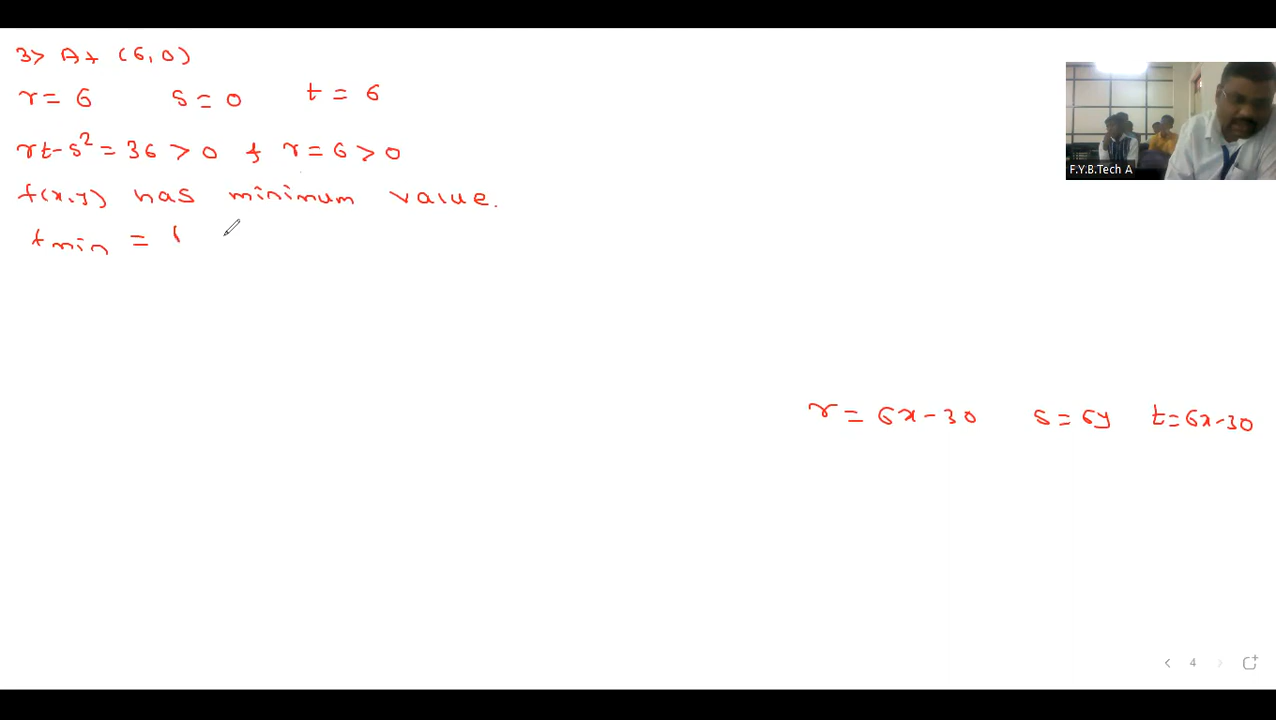 3> At (6,0)
r = 6 s = 0 t = 6
rt-s² = 36 > 0 & r = 6 > 0
f(x,y) has minimum value.
fmin = 1
r = 6x-30 s = 6y t = 6x-30
F.Y.B.Tech A
< 4 >